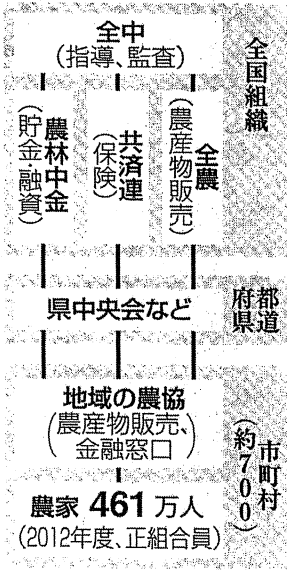 全中
(指導、監査)
全国組織
全農
(農産物販売)
共済連
(保険)
農林中金
(貯金・融資)
県中央会など
都道
府県
地域の農協
(農産物販売、
金融窓口)
市町村
(約700)
農家 461 万人
(2012年度、正組合員)